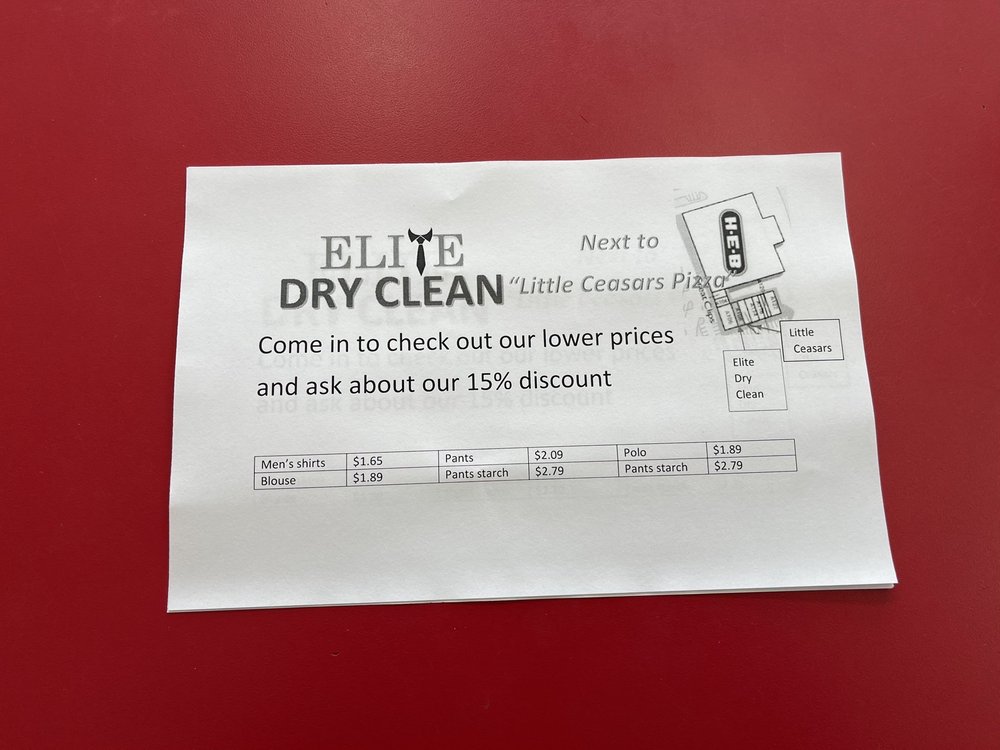 ELITE
DRY CLEAN
Next to
“Little Ceasars Pizza”
H-E-B
Little
Ceasars
Elite
Dry
Clean
Come in to check out our lower prices
and ask about our 15% discount
Men’s shirts $1.65 Pants $2.09 Polo $1.89
Blouse $1.89 Pants starch $2.79 Pants starch $2.79